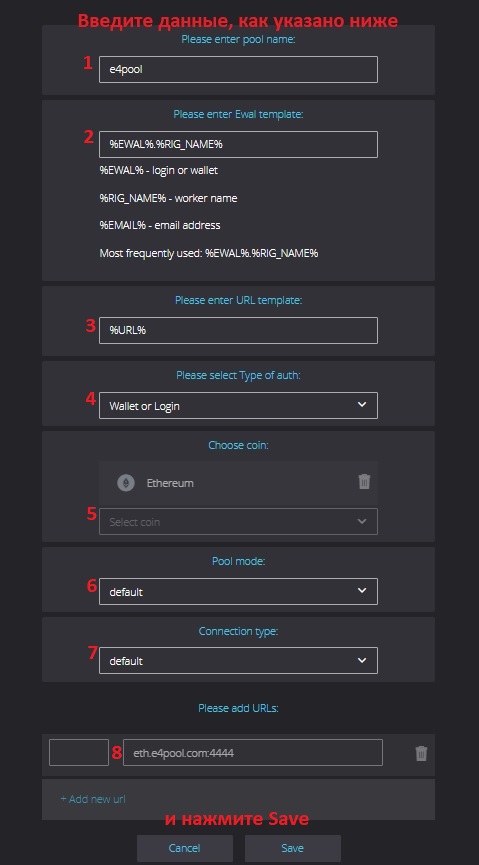 Введите данные, как указано ниже
Please enter pool name:
1 e4pool
Please enter Ewal template:
2 %EWAL%.%RIG_NAME%
%EWAL% - login or wallet
%RIG_NAME% - worker name
%EMAIL% - email address
Most frequently used: %EWAL%.%RIG_NAME%
Please enter URL template:
3 %URL%
Please select Type of auth:
4 Wallet or Login
Choose coin:
Ethereum
5 Select coin
Pool mode:
6 default
Connection type:
7 default
Please add URLs:
8 eth.e4pool.com:4444
+ Add new url
и нажмите Save
Cancel Save